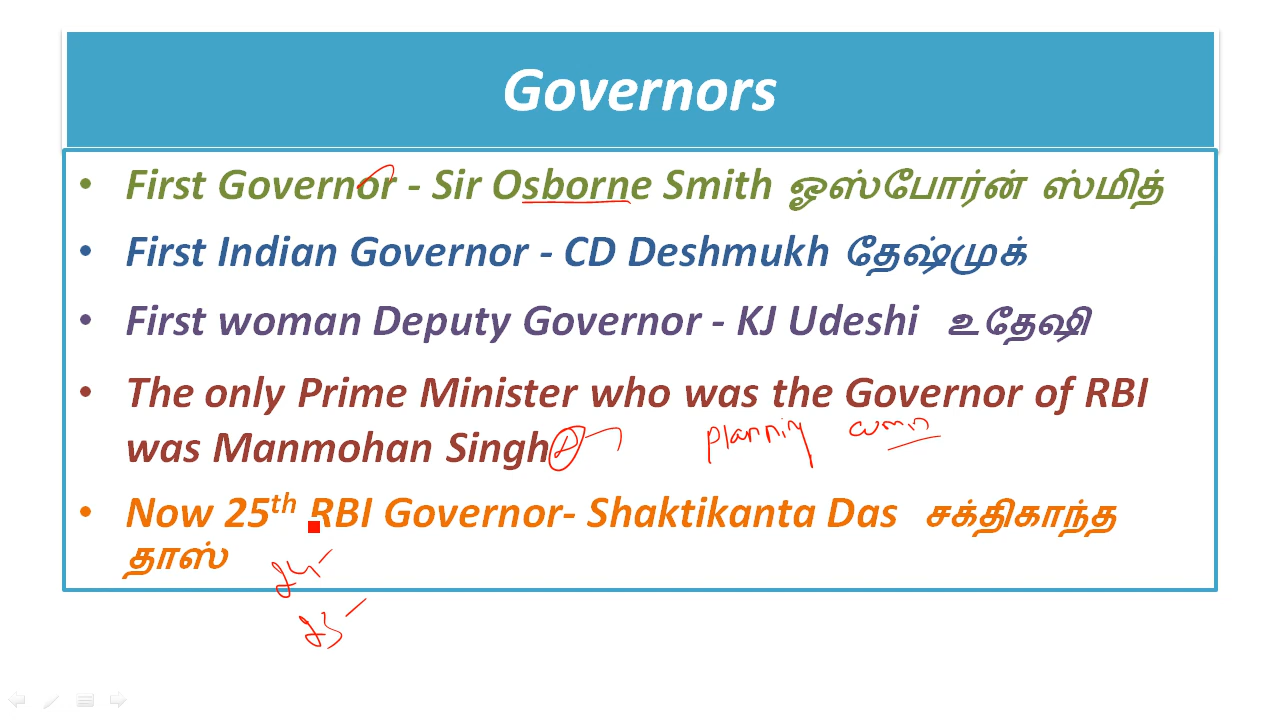 Governors
• First Governor - Sir Osborne Smith ஓஸ்போர்ன் ஸ்மித்
• First Indian Governor - CD Deshmukh தேஷ்முக்
• First woman Deputy Governor - KJ Udeshi உதேஷி
• The only Prime Minister who was the Governor of RBI
was Manmohan Singh planning
• Now 25th RBI Governor- Shaktikanta Das சக்திகாந்த
தாஸ்
24
23